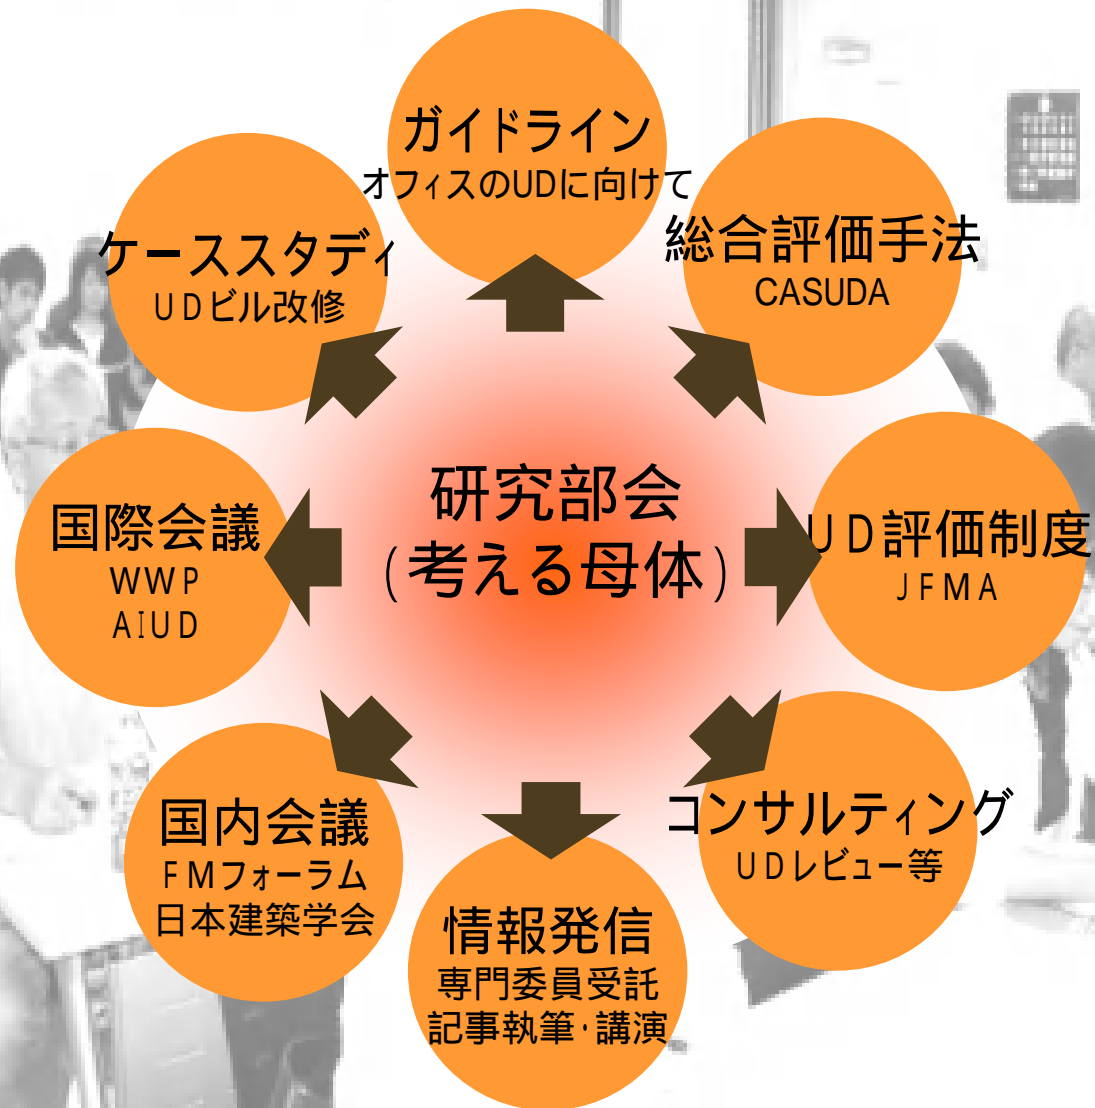 ガイドライン
オフィスのUDに向けて
総合評価手法
CASUDA
ケーススタディ
UDビル改修
研究部会
(考える母体)
国際会議
WWP
AIUD
UD評価制度
JFMA
国内会議
FMフォーラム
日本建築学会
コンサルティング
UDレビュー等
情報発信
専門委員受託
記事執筆・講演